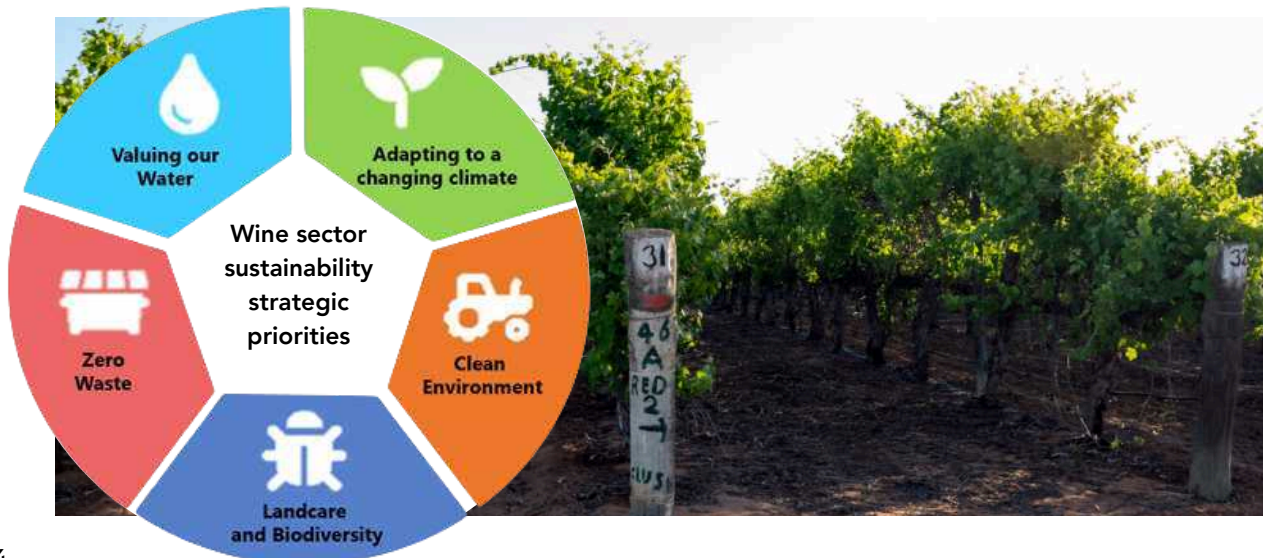 Valuing our
Water
Adapting to a
changing climate
Wine sector
sustainability
strategic
priorities
Zero
Waste
Clean
Environment
Landcare
and Biodiversity
31
46
A
RED
2
32